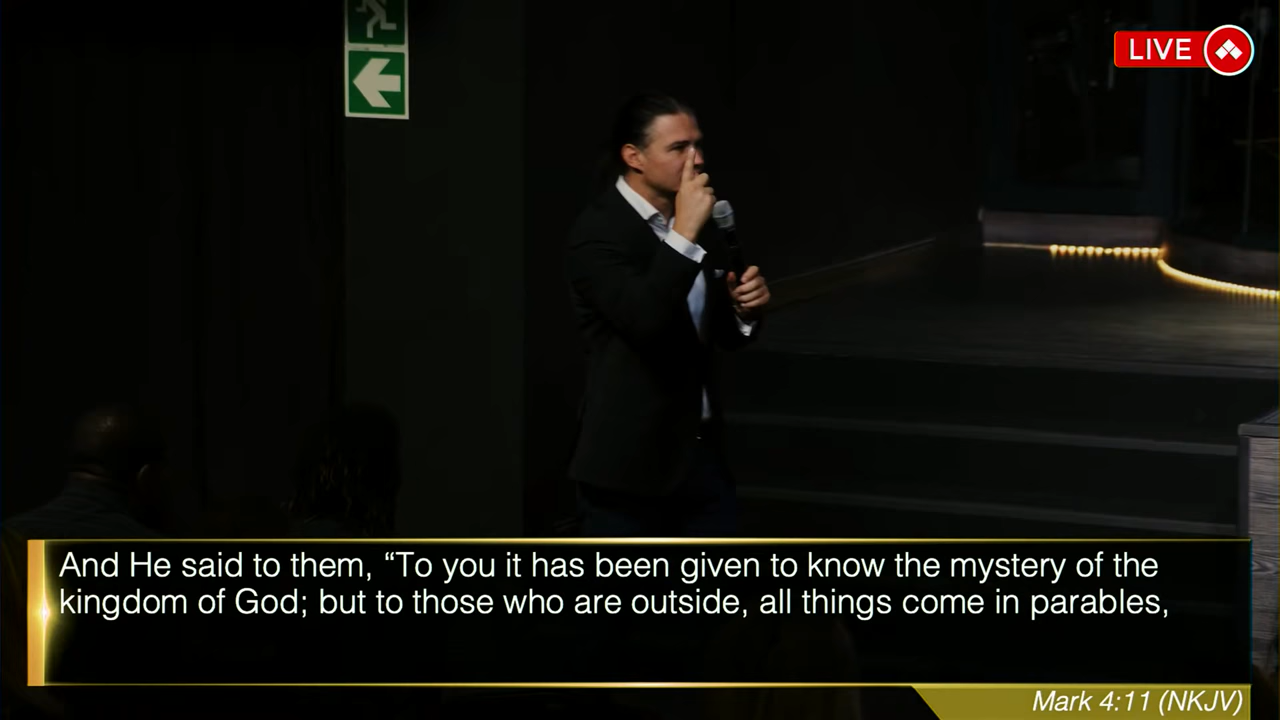 LIVE
And He said to them, “To you it has been given to know the mystery of the
kingdom of God; but to those who are outside, all things come in parables,
Mark 4:11 (NKJV)